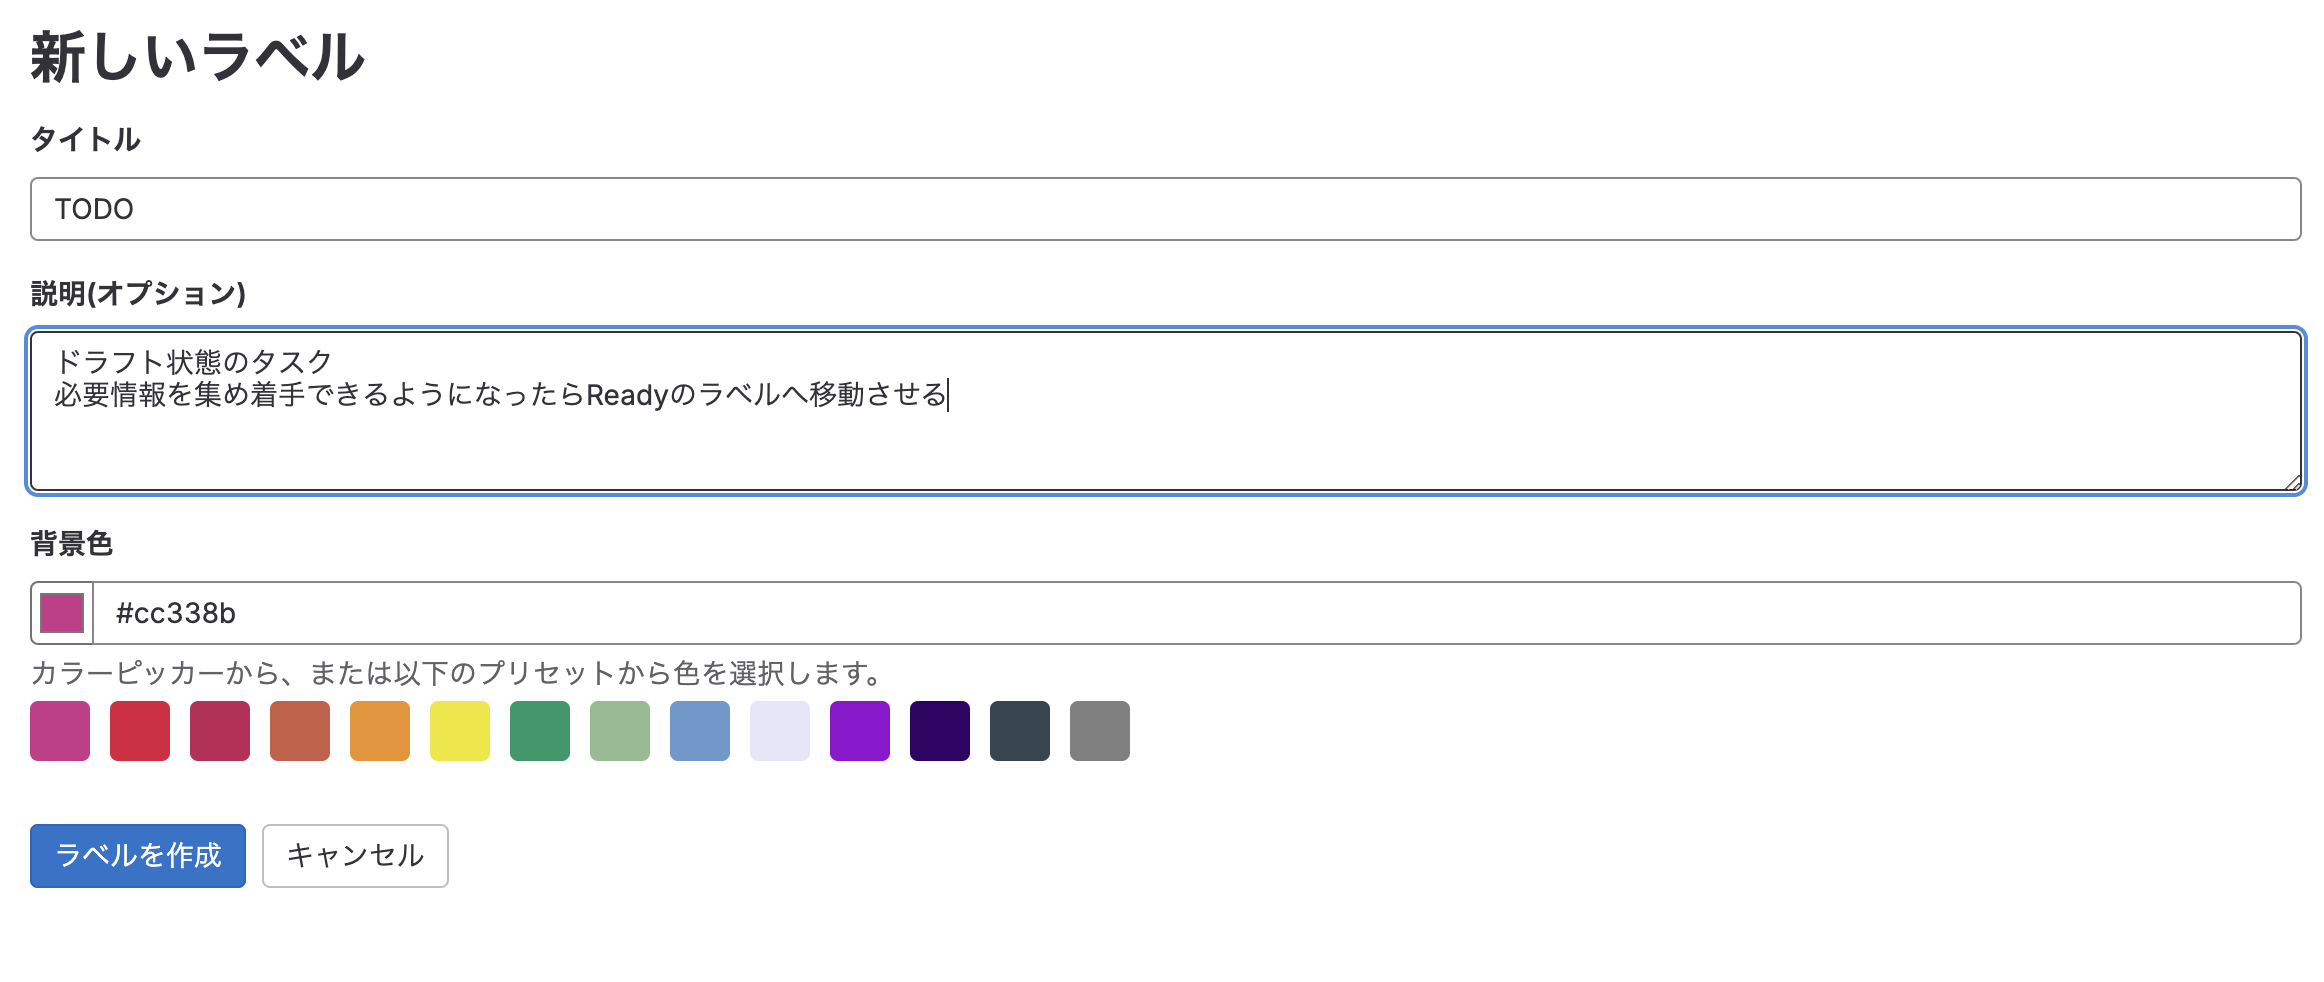 新しいラベル
タイトル
TODO
説明(オプション)
ドラフト状態のタスク
必要情報を集め着手できるようになったらReadyのラベルへ移動させる
背景色
#cc338b
カラーピッカーから、または以下のプリセットから色を選択します。
ラベルを作成
キャンセル